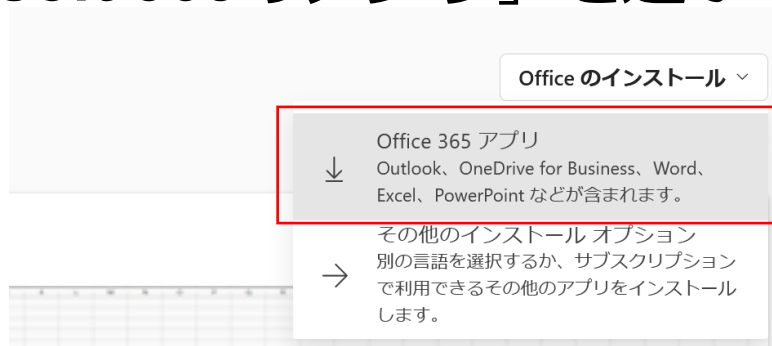 Office のインストール
Office 365 アプリ
Outlook、OneDrive for Business、Word、
Excel、PowerPoint などが含まれます。
その他のインストール オプション
別の言語を選択するか、サブスクリプション
で利用できるその他のアプリをインストール
します。